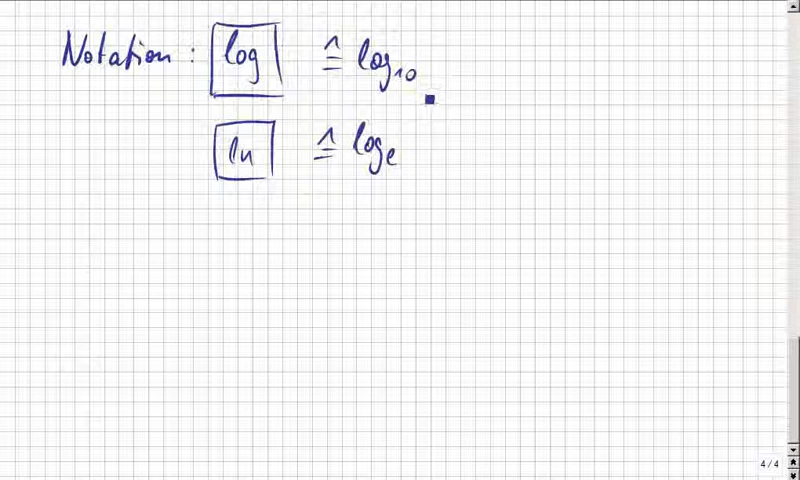 Notation: log ≙ log₁₀
ln ≙ logₑ
4 / 4